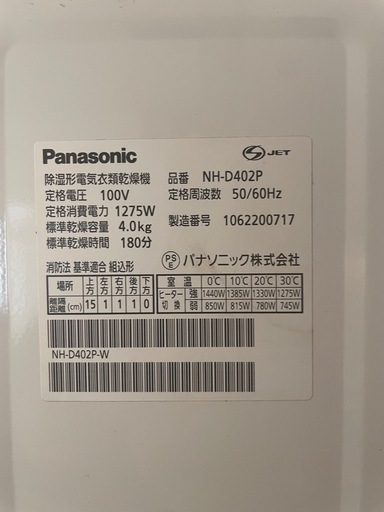 Panasonic
S JET
除湿形電気衣類乾燥機 品番 NH-D402P
定格電圧 100V 定格周波数 50/60Hz
定格消費電力 1275W
標準乾燥容量 4.0kg 製造番号 1062200717
標準乾燥時間 180分
PSE パナソニック株式会社
消防法 基準適合 組込形
場所 上方 左方 右方 後方 下方
離隔距離(cm) 15 1 1 1 0
室温 0℃ 10℃ 20℃ 30℃
ヒーター切換 強 1440W 1385W 1330W 1275W
弱 850W 815W 780W 745W
NH-D402P-W